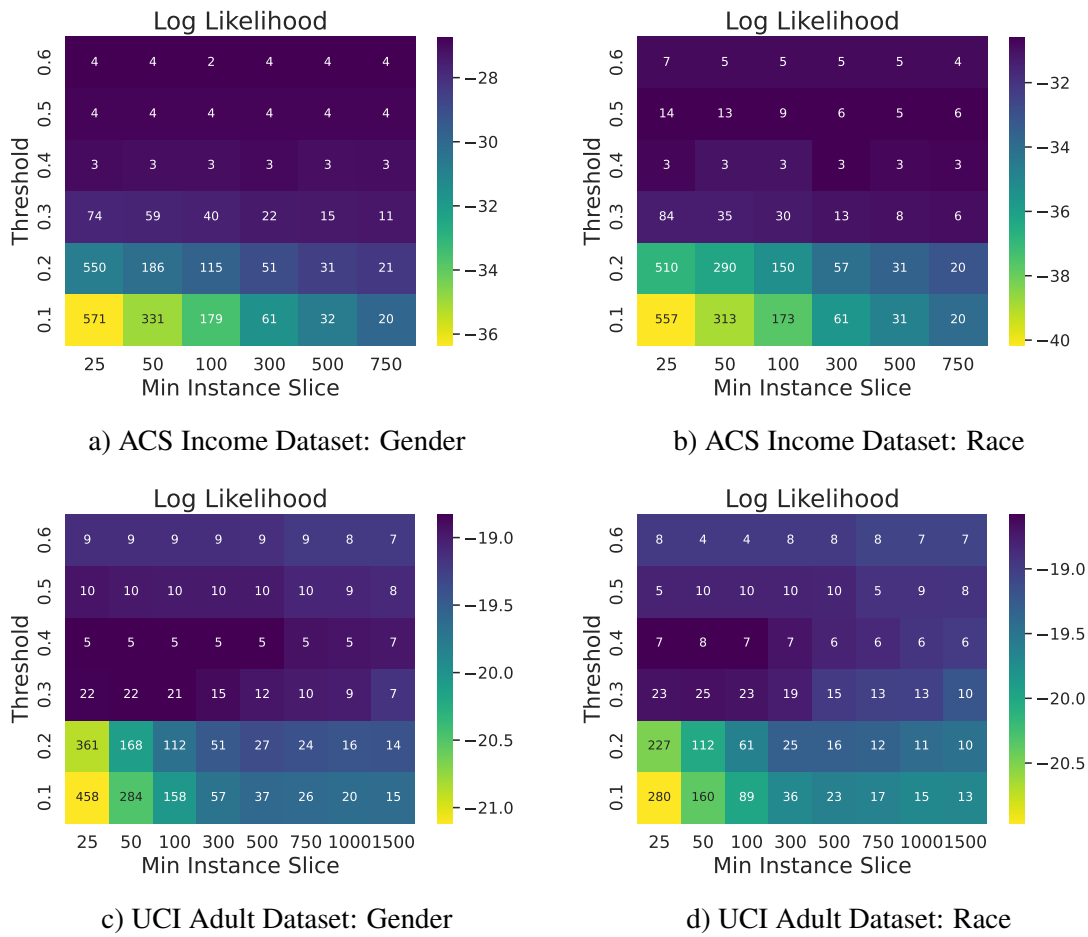 Log Likelihood
Threshold
0.6 4 4 2 4 4 4
0.5 4 4 4 4 4 4
0.4 3 3 3 3 3 3
0.3 74 59 40 22 15 11
0.2 550 186 115 51 31 21
0.1 571 331 179 61 32 20
25 50 100 300 500 750
Min Instance Slice
−28
−30
−32
−34
−36
a) ACS Income Dataset: Gender
Log Likelihood
Threshold
0.6 7 5 5 5 5 4
0.5 14 13 9 6 5 6
0.4 3 3 3 3 3 3
0.3 84 35 30 13 8 6
0.2 510 290 150 57 31 20
0.1 557 313 173 61 31 20
25 50 100 300 500 750
Min Instance Slice
−32
−34
−36
−38
−40
b) ACS Income Dataset: Race
Log Likelihood
Threshold
0.6 9 9 9 9 9 9 8 7
0.5 10 10 10 10 10 10 9 8
0.4 5 5 5 5 5 5 5 7
0.3 22 22 21 15 12 10 9 7
0.2 361 168 112 51 27 24 16 14
0.1 458 284 158 57 37 26 20 15
25 50 100 300 500 750 1000 1500
Min Instance Slice
−19.0
−19.5
−20.0
−20.5
−21.0
c) UCI Adult Dataset: Gender
Log Likelihood
Threshold
0.6 8 4 4 8 8 8 7 7
0.5 5 10 10 10 10 5 9 8
0.4 7 8 7 7 6 6 6 6
0.3 23 25 23 19 15 13 13 10
0.2 227 112 61 25 16 12 11 10
0.1 280 160 89 36 23 17 15 13
25 50 100 300 500 750 1000 1500
Min Instance Slice
−19.0
−19.5
−20.0
−20.5
d) UCI Adult Dataset: Race